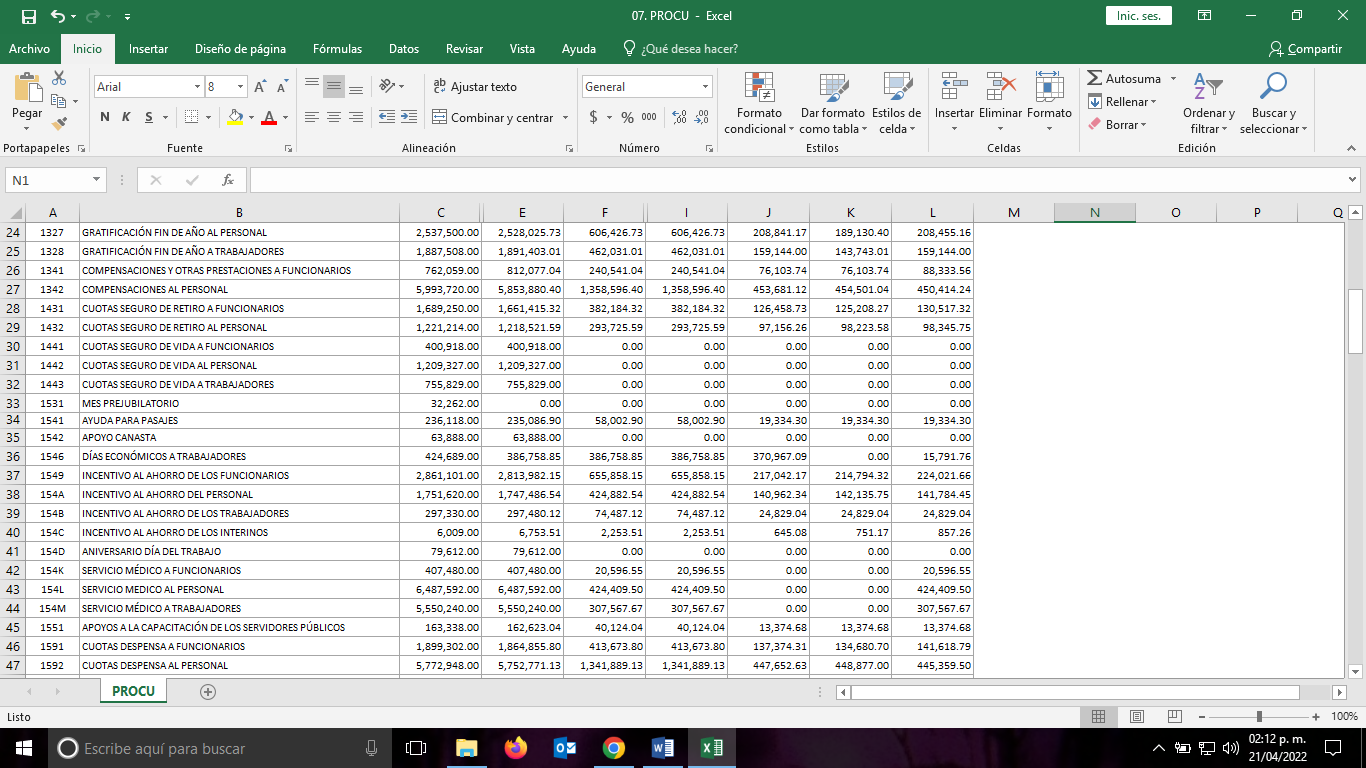 07. PROCU - Excel
Inic. ses.
Archivo Inicio Insertar Diseño de página Fórmulas Datos Revisar Vista Ayuda ¿Qué desea hacer? Compartir
Pegar
Arial 8
N K S
Ajustar texto
Combinar y centrar
General
$ % 000
Formato condicional
Dar formato como tabla
Estilos de celda
Insertar Eliminar Formato
Autosuma
Rellenar
Borrar
Ordenar y filtrar
Buscar y seleccionar
Portapapeles Fuente Alineación Número Estilos Celdas Edición
N1 fx
A B C E F I J K L M N O P Q
24 1327 GRATIFICACIÓN FIN DE AÑO AL PERSONAL 2,537,500.00 2,528,025.73 606,426.73 606,426.73 208,841.17 189,130.40 208,455.16
25 1328 GRATIFICACIÓN FIN DE AÑO A TRABAJADORES 1,887,508.00 1,891,403.01 462,031.01 462,031.01 159,144.00 143,743.01 159,144.00
26 1341 COMPENSACIONES Y OTRAS PRESTACIONES A FUNCIONARIOS 762,059.00 812,077.04 240,541.04 240,541.04 76,103.74 76,103.74 88,333.56
27 1342 COMPENSACIONES AL PERSONAL 5,993,720.00 5,853,880.40 1,358,596.40 1,358,596.40 453,681.12 454,501.04 450,414.24
28 1431 CUOTAS SEGURO DE RETIRO A FUNCIONARIOS 1,689,250.00 1,661,415.32 382,184.32 382,184.32 126,458.73 125,208.27 130,517.32
29 1432 CUOTAS SEGURO DE RETIRO AL PERSONAL 1,221,214.00 1,218,521.59 293,725.59 293,725.59 97,156.26 98,223.58 98,345.75
30 1441 CUOTAS SEGURO DE VIDA A FUNCIONARIOS 400,918.00 400,918.00 0.00 0.00 0.00 0.00 0.00
31 1442 CUOTAS SEGURO DE VIDA AL PERSONAL 1,209,327.00 1,209,327.00 0.00 0.00 0.00 0.00 0.00
32 1443 CUOTAS SEGURO DE VIDA A TRABAJADORES 755,829.00 755,829.00 0.00 0.00 0.00 0.00 0.00
33 1531 MES PREJUBILATORIO 32,262.00 0.00 0.00 0.00 0.00 0.00 0.00
34 1541 AYUDA PARA PASAJES 236,118.00 235,086.90 58,002.90 58,002.90 19,334.30 19,334.30 19,334.30
35 1542 APOYO CANASTA 63,888.00 63,888.00 0.00 0.00 0.00 0.00 0.00
36 1546 DÍAS ECONÓMICOS A TRABAJADORES 424,689.00 386,758.85 386,758.85 386,758.85 370,967.09 0.00 15,791.76
37 1549 INCENTIVO AL AHORRO DE LOS FUNCIONARIOS 2,861,101.00 2,813,982.15 655,858.15 655,858.15 217,042.17 214,794.32 224,021.66
38 154A INCENTIVO AL AHORRO DEL PERSONAL 1,751,620.00 1,747,486.54 424,882.54 424,882.54 140,962.34 142,135.75 141,784.45
39 154B INCENTIVO AL AHORRO DE LOS TRABAJADORES 297,330.00 297,480.12 74,487.12 74,487.12 24,829.04 24,829.04 24,829.04
40 154C INCENTIVO AL AHORRO DE LOS INTERINOS 6,009.00 6,753.51 2,253.51 2,253.51 645.08 751.17 857.26
41 154D ANIVERSARIO DÍA DEL TRABAJO 79,612.00 79,612.00 0.00 0.00 0.00 0.00 0.00
42 154K SERVICIO MÉDICO A FUNCIONARIOS 407,480.00 407,480.00 20,596.55 20,596.55 0.00 0.00 20,596.55
43 154L SERVICIO MEDICO AL PERSONAL 6,487,592.00 6,487,592.00 424,409.50 424,409.50 0.00 0.00 424,409.50
44 154M SERVICIO MÉDICO A TRABAJADORES 5,550,240.00 5,550,240.00 307,567.67 307,567.67 0.00 0.00 307,567.67
45 1551 APOYOS A LA CAPACITACIÓN DE LOS SERVIDORES PÚBLICOS 163,338.00 162,623.04 40,124.04 40,124.04 13,374.68 13,374.68 13,374.68
46 1591 CUOTAS DESPENSA A FUNCIONARIOS 1,899,302.00 1,864,855.80 413,673.80 413,673.80 137,374.31 134,680.70 141,618.79
47 1592 CUOTAS DESPENSA AL PERSONAL 5,772,948.00 5,752,771.13 1,341,889.13 1,341,889.13 447,652.63 448,877.00 445,359.50
PROCU
Listo 100%
Escribe aquí para buscar
02:12 p. m.
21/04/2022